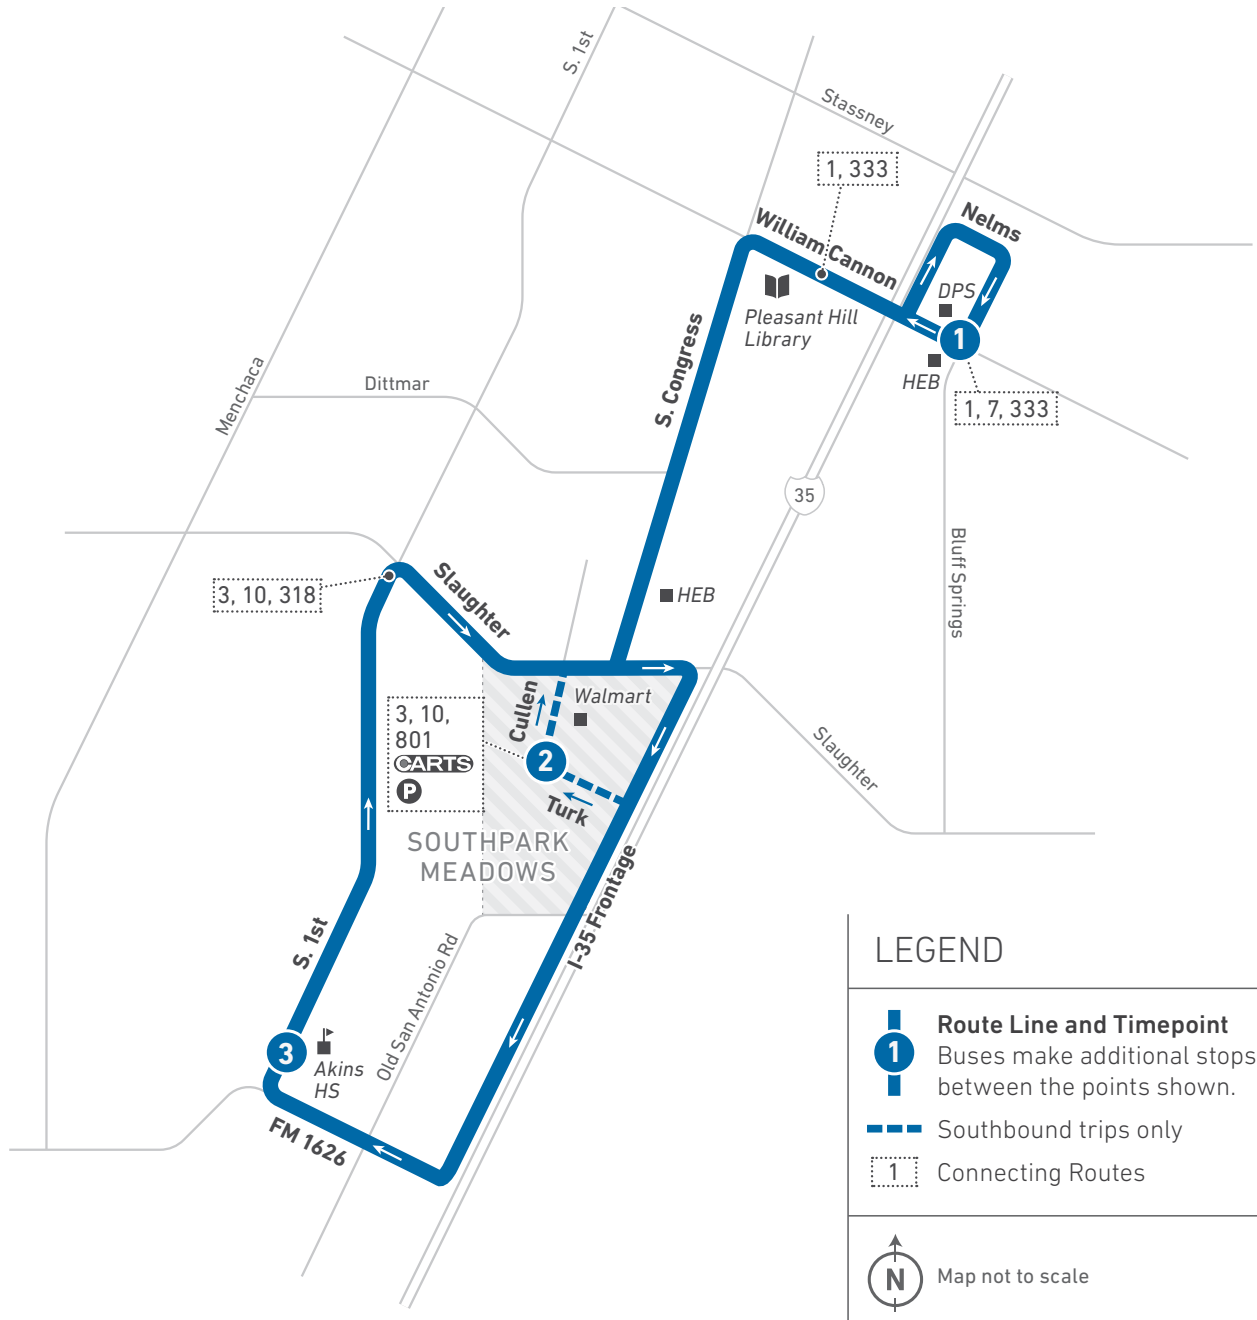 S. 1st
Stassney
1, 333
William Cannon
Nelms
DPS
Pleasant Hill
Library
1
HEB
1, 7, 333
S. Congress
Menchaca
Dittmar
35
Bluff Springs
3, 10, 318
Slaughter
HEB
Cullen
Walmart
3, 10,
801
CARTS
P
2
Turk
Slaughter
SOUTHPARK
MEADOWS
I-35 Frontage
S. 1st
Old San Antonio Rd
3
Akins
HS
FM 1626
LEGEND
1
Route Line and Timepoint
Buses make additional stops
between the points shown.
Southbound trips only
1
Connecting Routes
N
Map not to scale